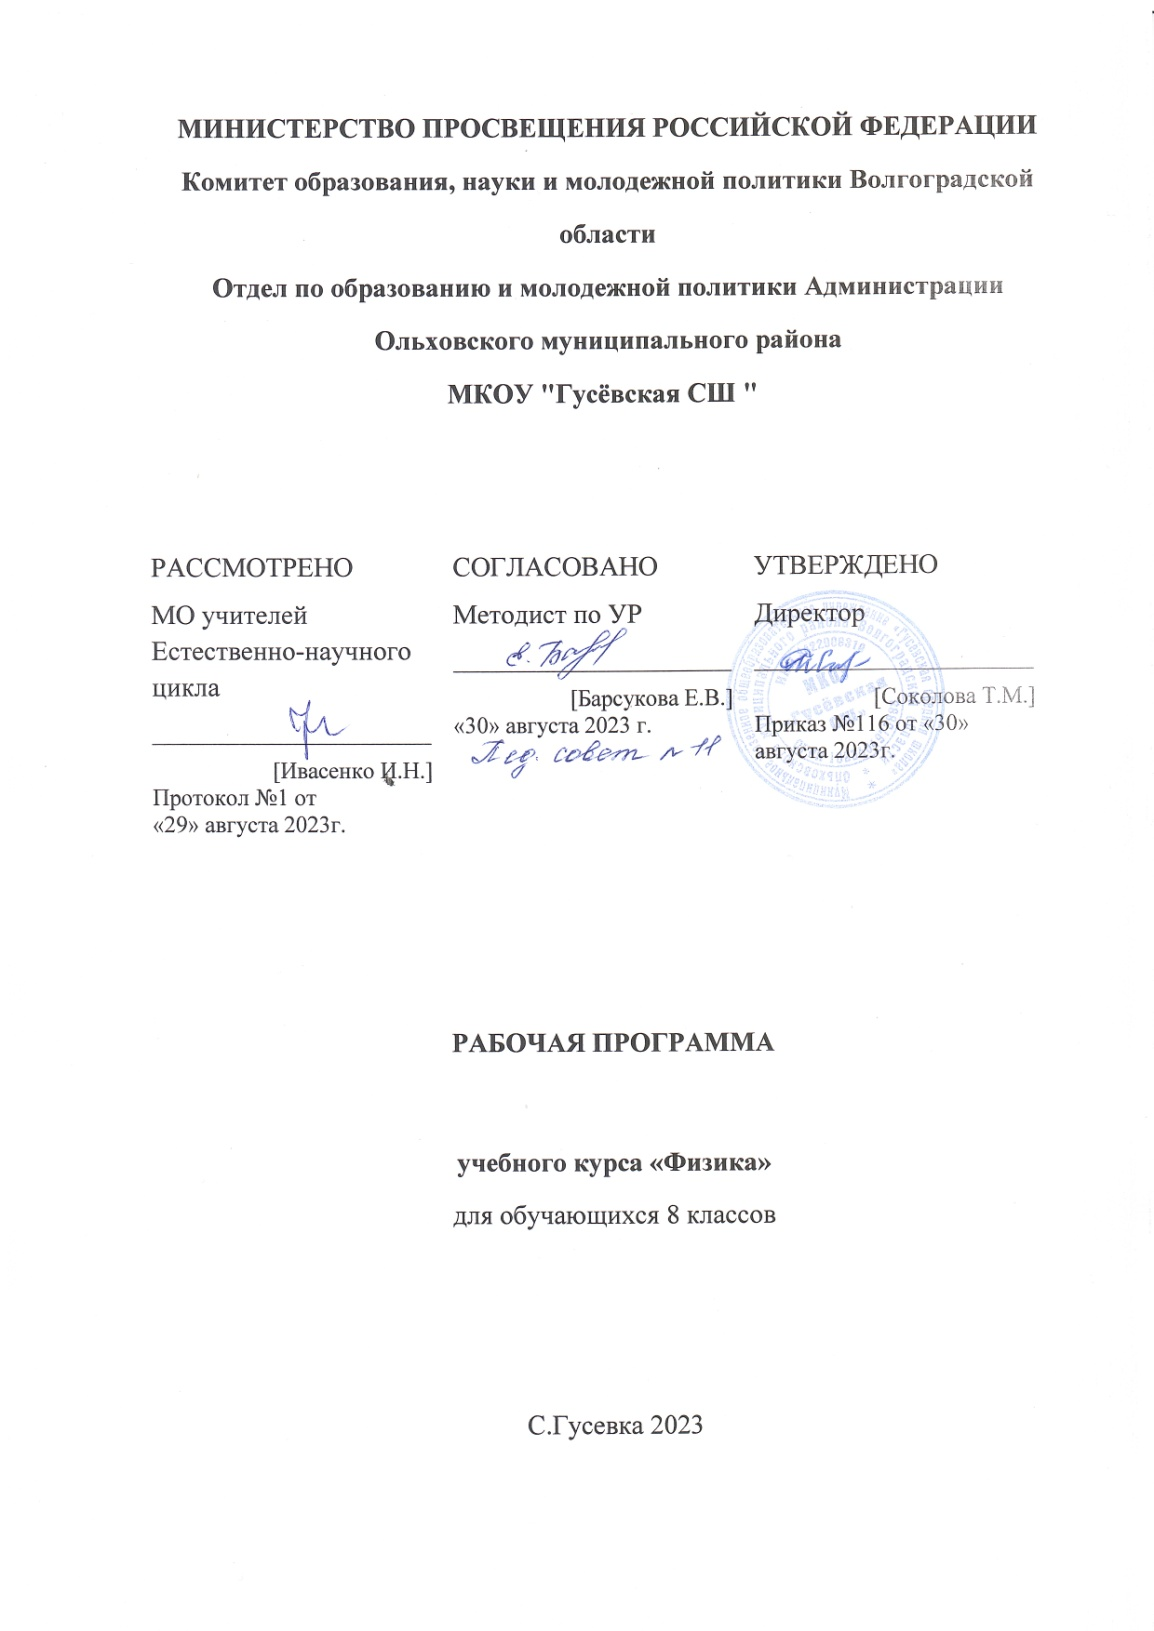 МИНИСТЕРСТВО ПРОСВЕЩЕНИЯ РОССИЙСКОЙ ФЕДЕРАЦИИ
Комитет образования, науки и молодежной политики Волгоградской
области
Отдел по образованию и молодежной политики Администрации
Ольховского муниципального района
МКОУ "Гусёвская СШ "
РАССМОТРЕНО
МО учителей
Естественно-научного
цикла
[Ивасенко И.Н.]
Протокол №1 от
«29» августа 2023г.
СОГЛАСОВАНО
Методист по УР
[Барсукова Е.В.]
«30» августа 2023 г.
Пед. совет №11
УТВЕРЖДЕНО
Директор
[Соколова Т.М.]
Приказ №116 от «30»
августа 2023г.
МКОУ
Гусёвская
РАБОЧАЯ ПРОГРАММА
учебного курса «Физика»
для обучающихся 8 классов
С.Гусевка 2023